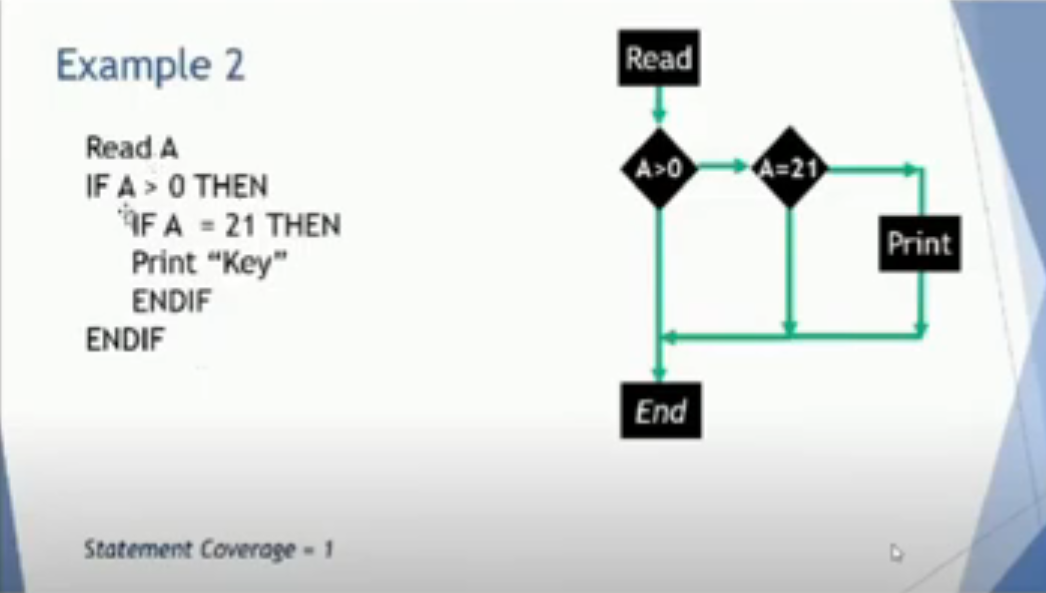 Example 2
Read A
IF A > 0 THEN
IF A = 21 THEN
Print “Key”
ENDIF
ENDIF
Statement Coverage = 1
Read
A>0
A=21
Print
End